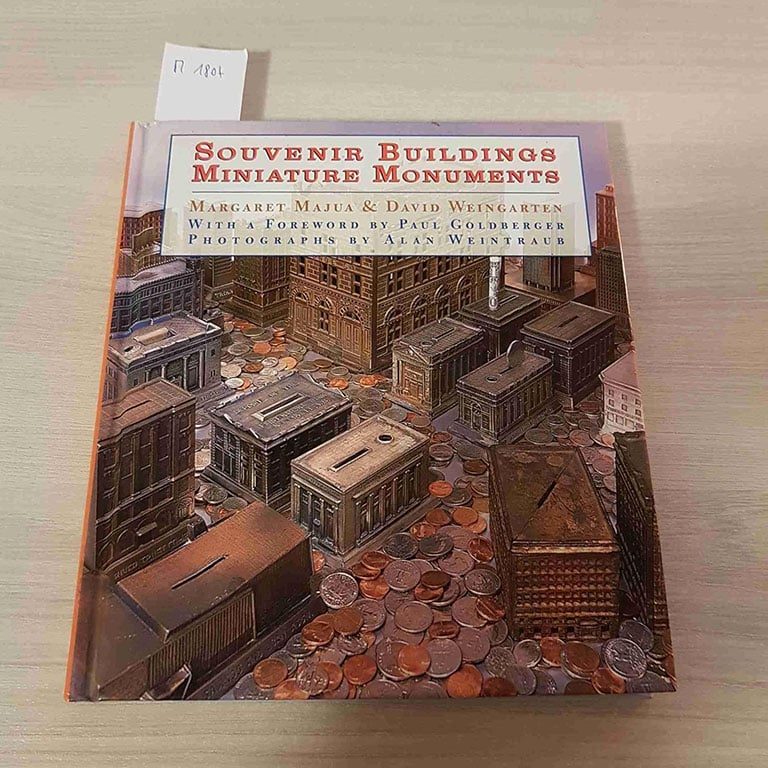 M 1804
SOUVENIR BUILDINGS
MINIATURE MONUMENTS
MARGARET MAJUA & DAVID WEINGARTEN
WITH A FOREWORD BY PAUL GOLDBERGER
PHOTOGRAPHS BY ALAN WEINTRAUB